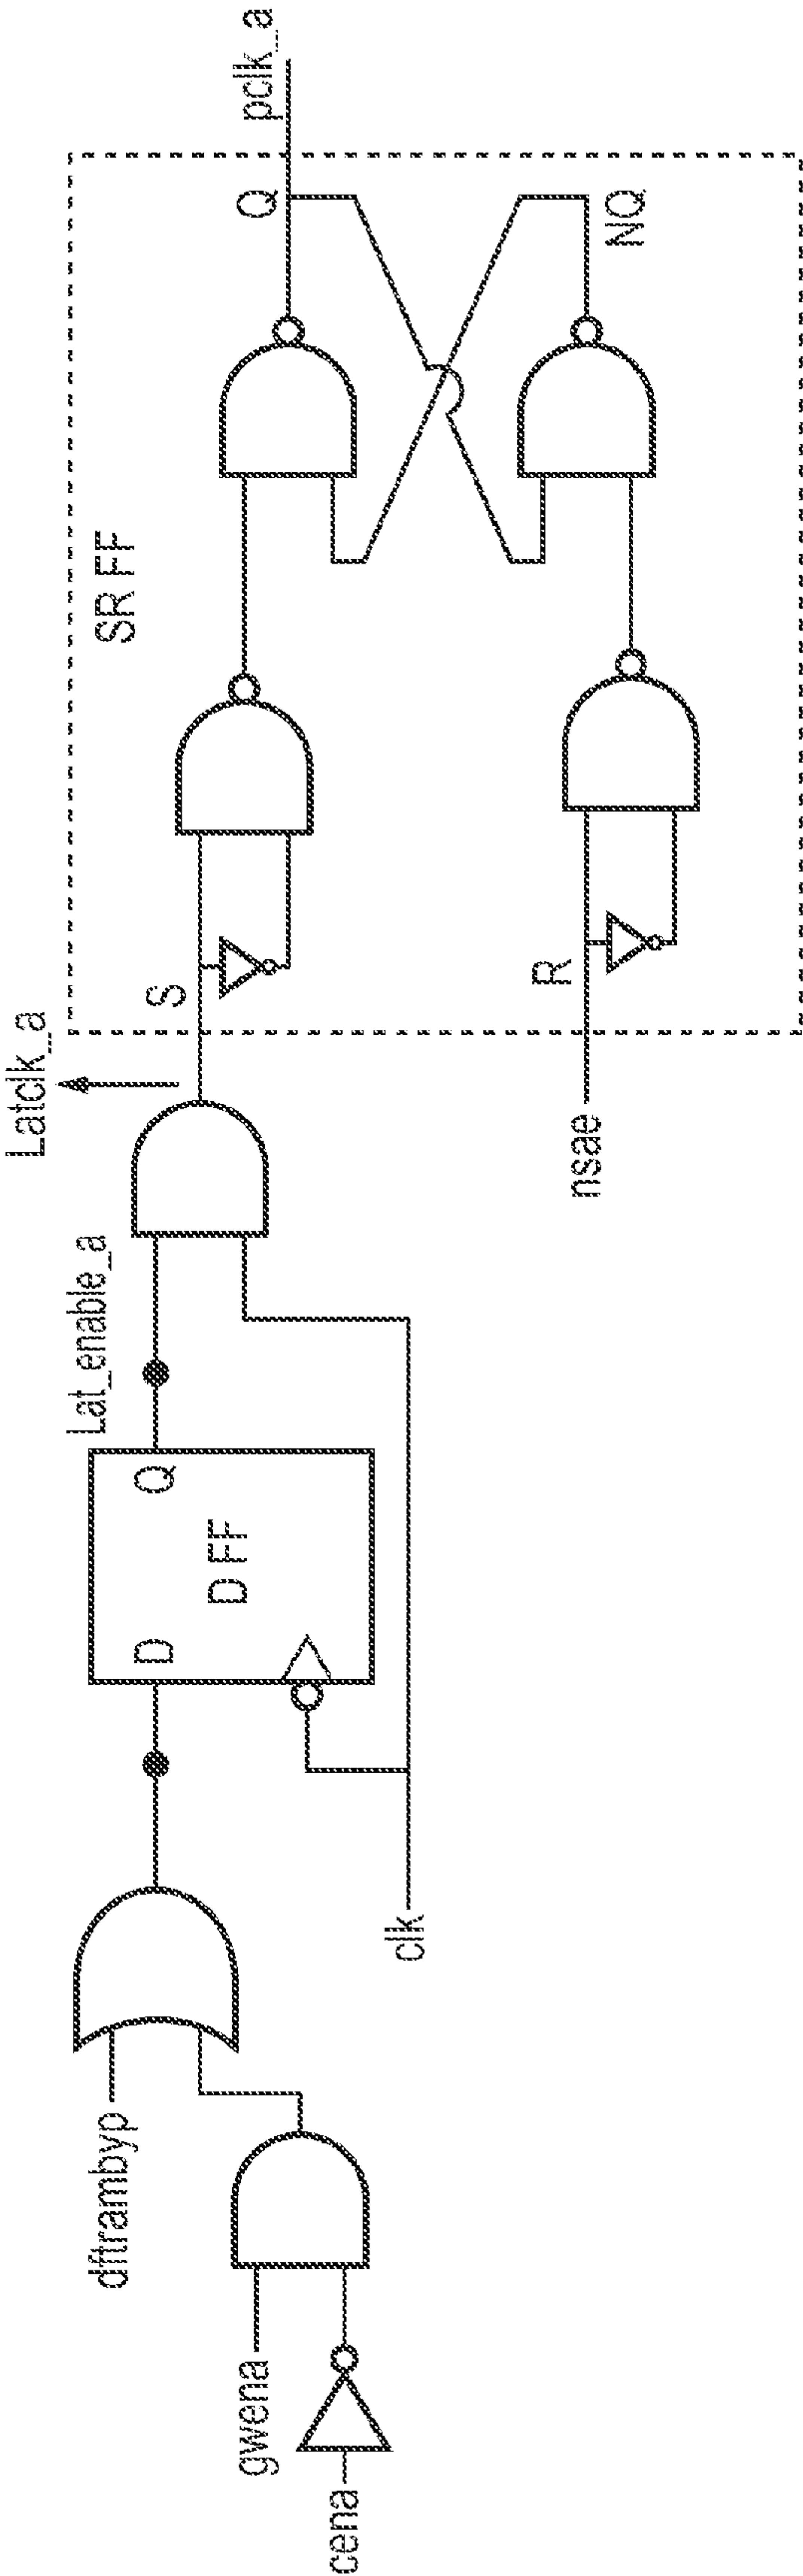 cena
gwena
dftrambyp
clk
D
Q
D FF
Lat_enable_a
Latclk_a
nsae
S
R
SR FF
Q
NQ
pclk_a